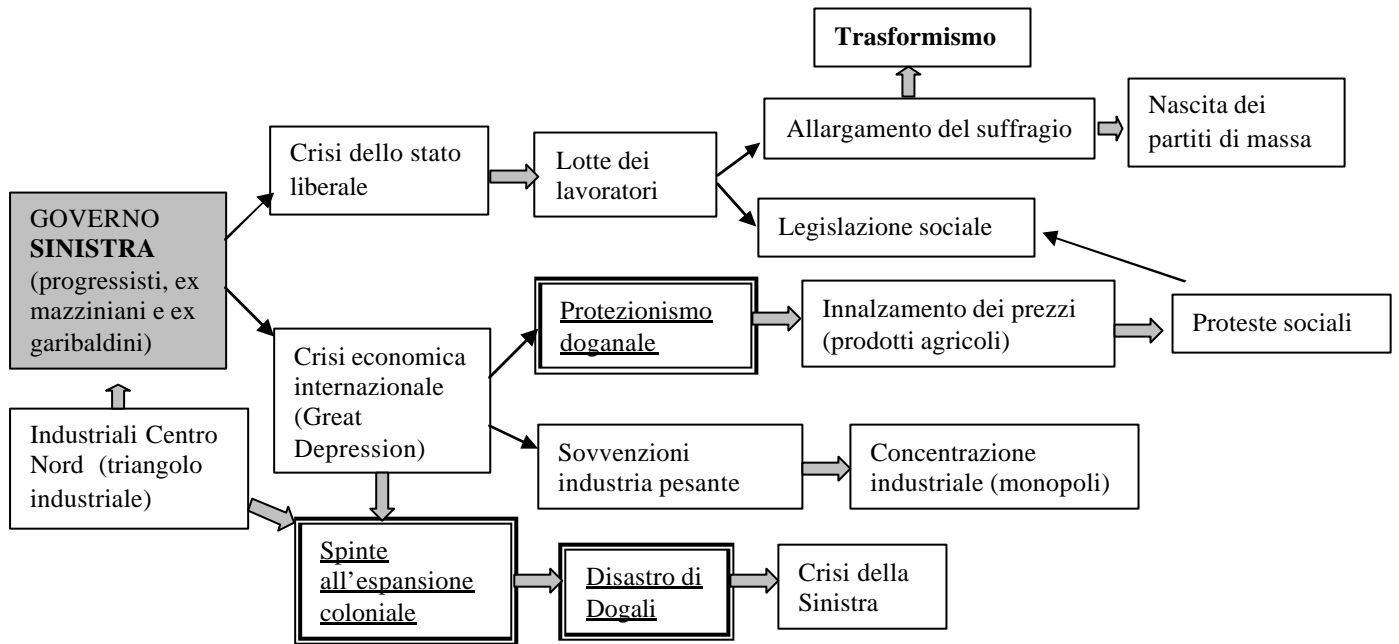 Trasformismo
Allargamento del suffragio
Nascita dei
partiti di massa
Crisi dello stato
liberale
Lotte dei
lavoratori
Legislazione sociale
GOVERNO
SINISTRA
(progressisti, ex
mazziniani e ex
garibaldini)
Protezionismo
doganale
Innalzamento dei prezzi
(prodotti agricoli)
Proteste sociali
Crisi economica
internazionale
(Great
Depression)
Industriali Centro
Nord (triangolo
industriale)
Sovvenzioni
industria pesante
Concentrazione
industriale (monopoli)
Spinte
all’espansione
coloniale
Disastro di
Dogali
Crisi della
Sinistra